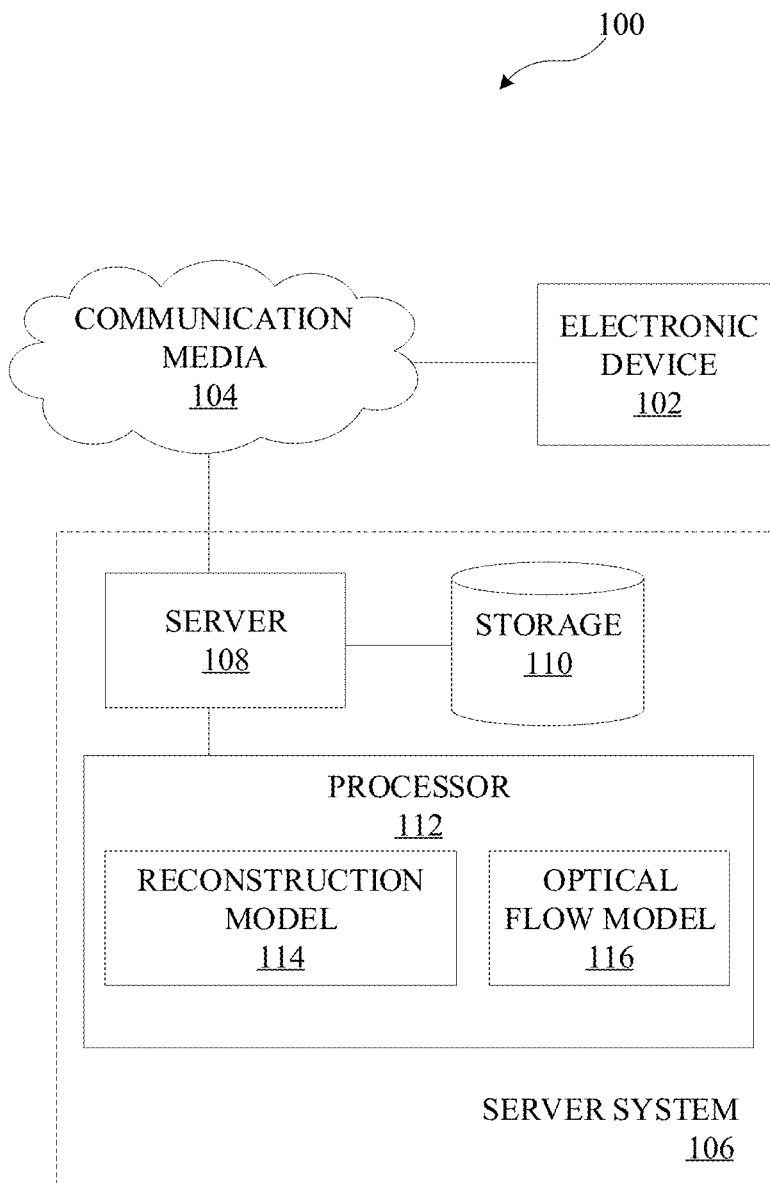 100
COMMUNICATION
MEDIA
104
ELECTRONIC
DEVICE
102
SERVER
108
STORAGE
110
PROCESSOR
112
RECONSTRUCTION
MODEL
114
OPTICAL
FLOW MODEL
116
SERVER SYSTEM
106